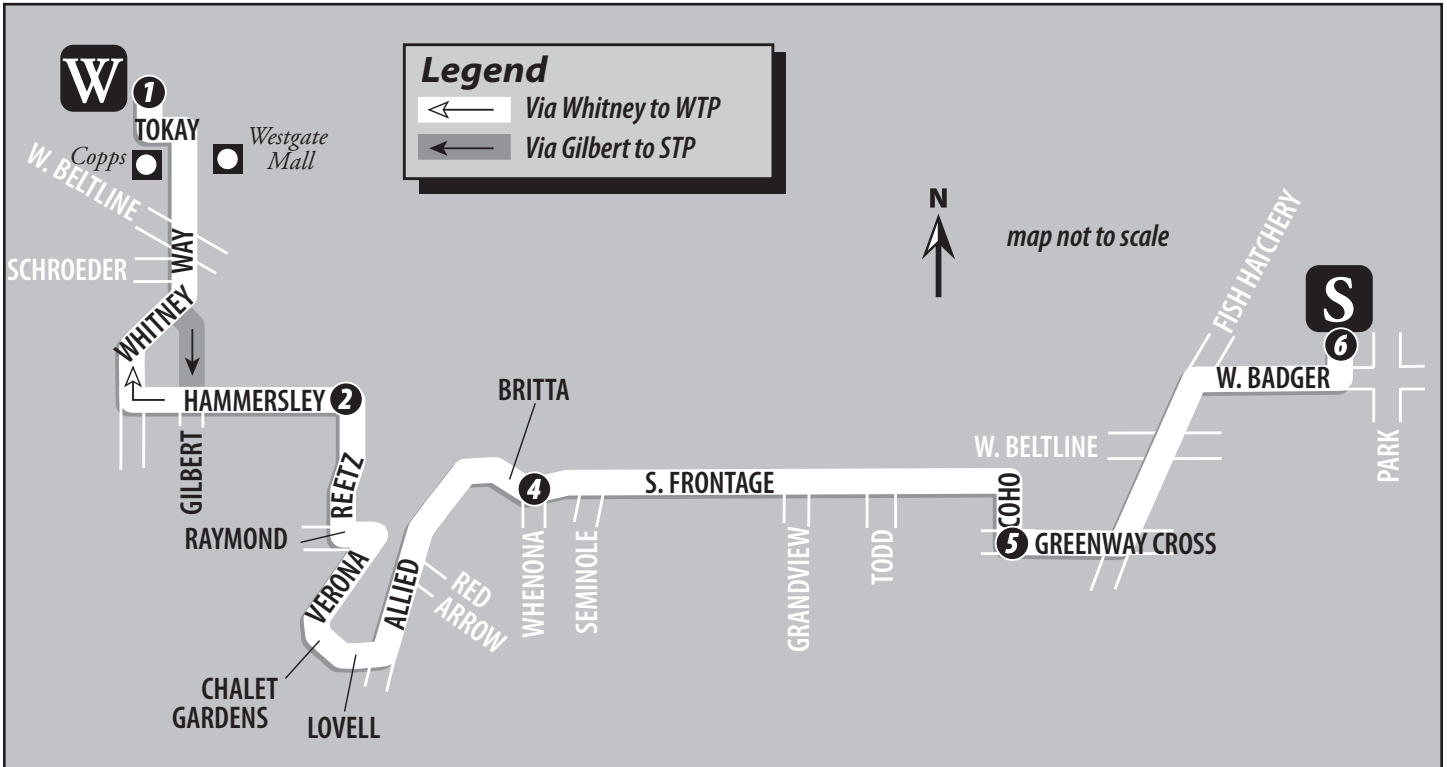 W
1
TOKAY
Copps
Westgate
Mall
W. BELTLINE
SCHROEDER
WAY
WHITNEY
Legend
Via Whitney to WTP
Via Gilbert to STP
N
map not to scale
FISH HATCHERY
S
6
W. BADGER
PARK
HAMMERSLEY
2
GILBERT
REETZ
RAYMOND
VERONA
CHALET
GARDENS
LOVELL
ALLIED
RED
ARROW
BRITTA
4
WHENONA
SEMINOLE
S. FRONTAGE
GRANDVIEW
TODD
W. BELTLINE
COHO
5
GREENWAY CROSS